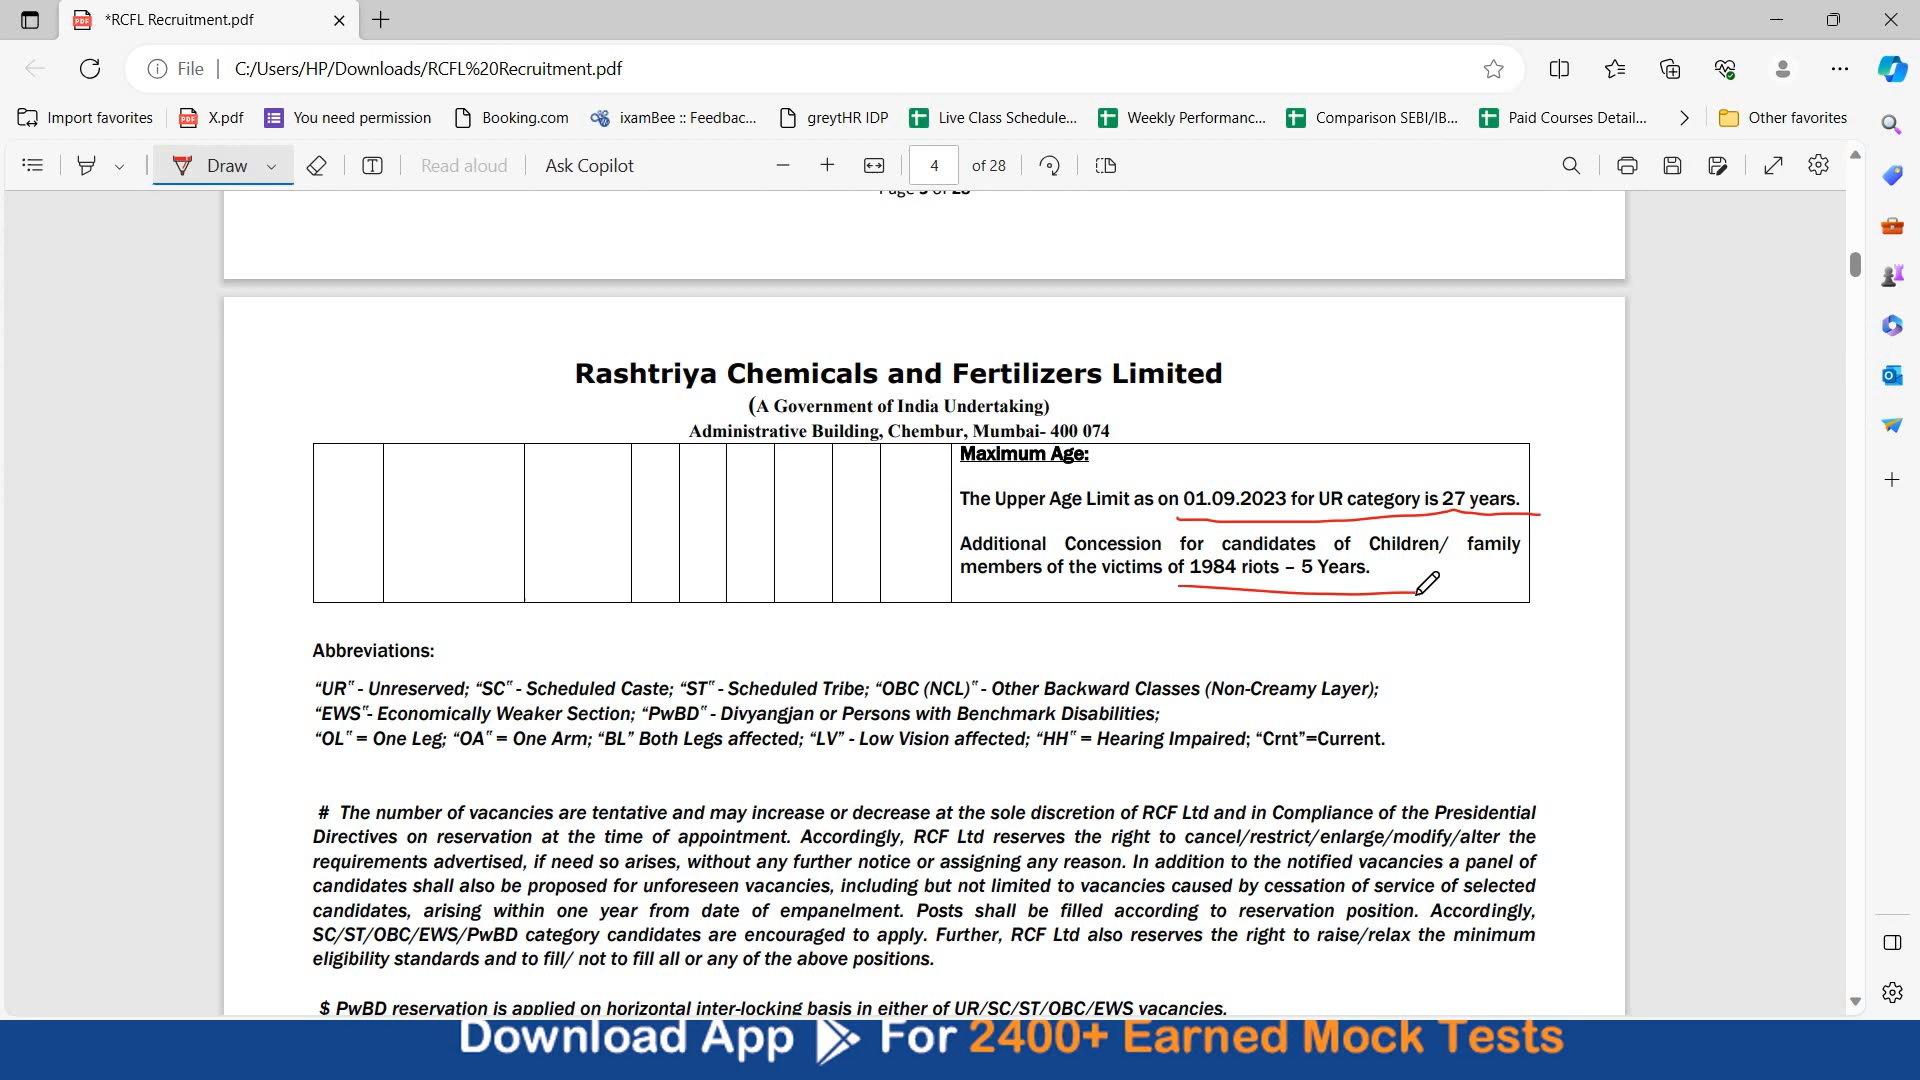 *RCFL Recruitment.pdf
File
C:/Users/HP/Downloads/RCFL%20Recruitment.pdf
Import favorites
X.pdf
You need permission
Booking.com
ixamBee :: Feedbac...
greytHR IDP
Live Class Schedule...
Weekly Performanc...
Comparison SEBI/IB...
Paid Courses Detail...
Other favorites
Draw
Read aloud
Ask Copilot
4
of 28
Rashtriya Chemicals and Fertilizers Limited
(A Government of India Undertaking)
Administrative Building, Chembur, Mumbai- 400 074
Maximum Age:
The Upper Age Limit as on 01.09.2023 for UR category is 27 years.
Additional Concession for candidates of Children/ family
members of the victims of 1984 riots – 5 Years.
Abbreviations:
“UR‟ - Unreserved; “SC‟ - Scheduled Caste; “ST‟ - Scheduled Tribe; “OBC (NCL)‟ - Other Backward Classes (Non-Creamy Layer);
“EWS‟- Economically Weaker Section; “PwBD‟ - Divyangjan or Persons with Benchmark Disabilities;
“OL‟ = One Leg; “OA‟ = One Arm; “BL” Both Legs affected; “LV” - Low Vision affected; “HH‟ = Hearing Impaired; “Crnt”=Current.
# The number of vacancies are tentative and may increase or decrease at the sole discretion of RCF Ltd and in Compliance of the Presidential
Directives on reservation at the time of appointment. Accordingly, RCF Ltd reserves the right to cancel/restrict/enlarge/modify/alter the
requirements advertised, if need so arises, without any further notice or assigning any reason. In addition to the notified vacancies a panel of
candidates shall also be proposed for unforeseen vacancies, including but not limited to vacancies caused by cessation of service of selected
candidates, arising within one year from date of empanelment. Posts shall be filled according to reservation position. Accordingly,
SC/ST/OBC/EWS/PwBD category candidates are encouraged to apply. Further, RCF Ltd also reserves the right to raise/relax the minimum
eligibility standards and to fill/ not to fill all or any of the above positions.
$ PwBD reservation is applied on horizontal inter-locking basis in either of UR/SC/ST/OBC/EWS vacancies.
Download App For 2400+ Earned Mock Tests